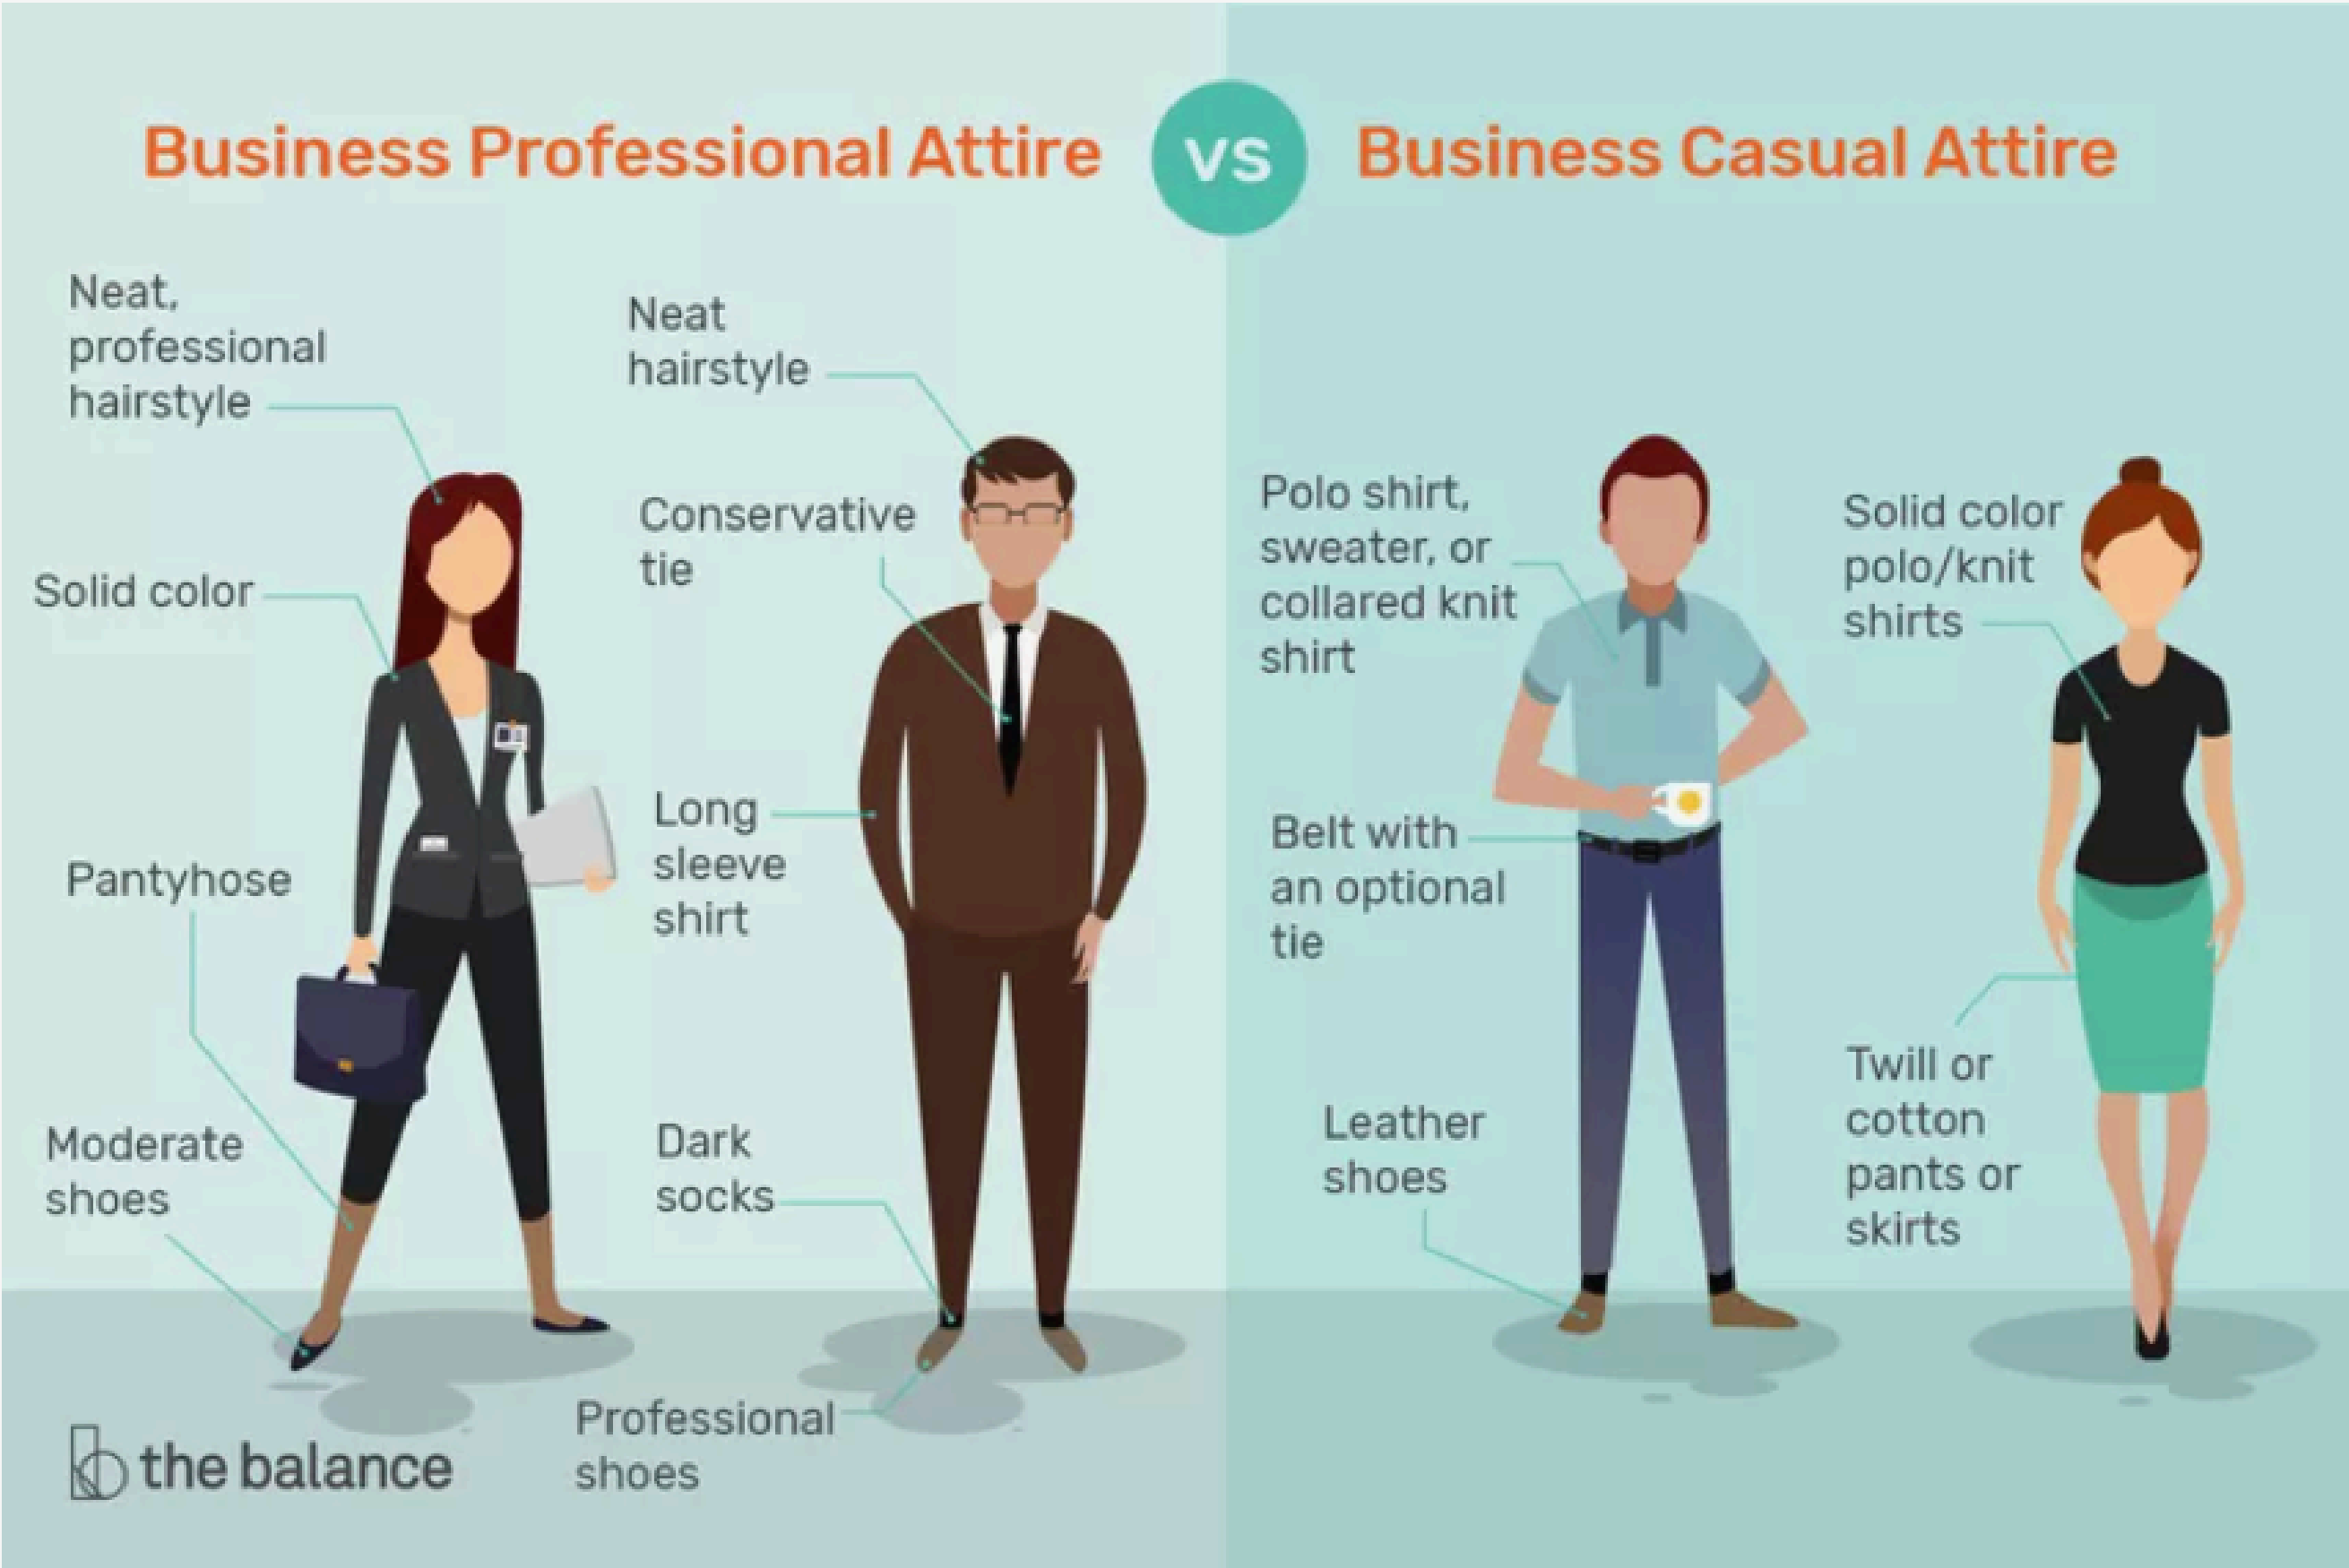 Business Professional Attire
VS
Business Casual Attire
Neat,
professional
hairstyle
Solid color
Pantyhose
Moderate
shoes
Neat
hairstyle
Conservative
tie
Long
sleeve
shirt
Dark
socks
Professional
shoes
Polo shirt,
sweater, or
collared knit
shirt
Belt with
an optional
tie
Leather
shoes
Solid color
polo/knit
shirts
Twill or
cotton
pants or
skirts
the balance